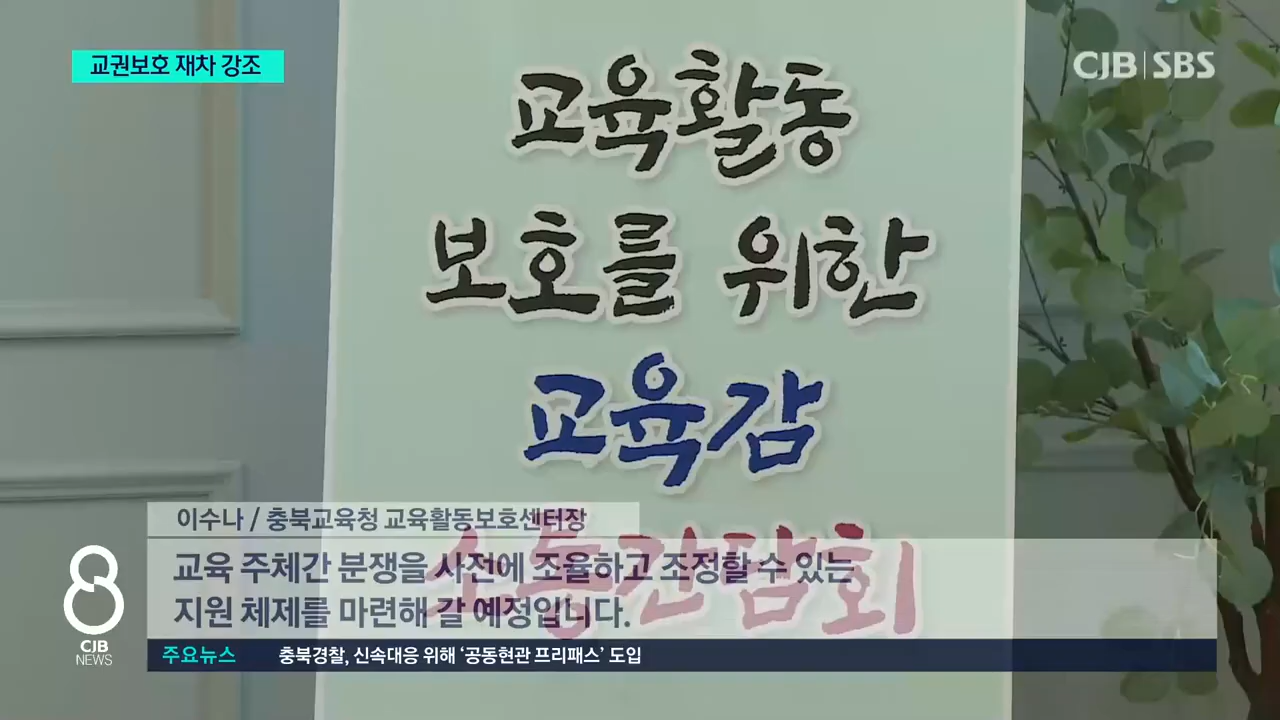 교권보호 재차 강조
CJB SBS
교육활동
보호를 위한
교육감
소통간담회
이수나 / 충북교육청 교육활동보호센터장
교육 주체간 분쟁을 사전에 조율하고 조정할 수 있는
지원 체제를 마련해 갈 예정입니다.
8
CJB
NEWS
주요뉴스 충북경찰, 신속대응 위해 ‘공동현관 프리패스’ 도입